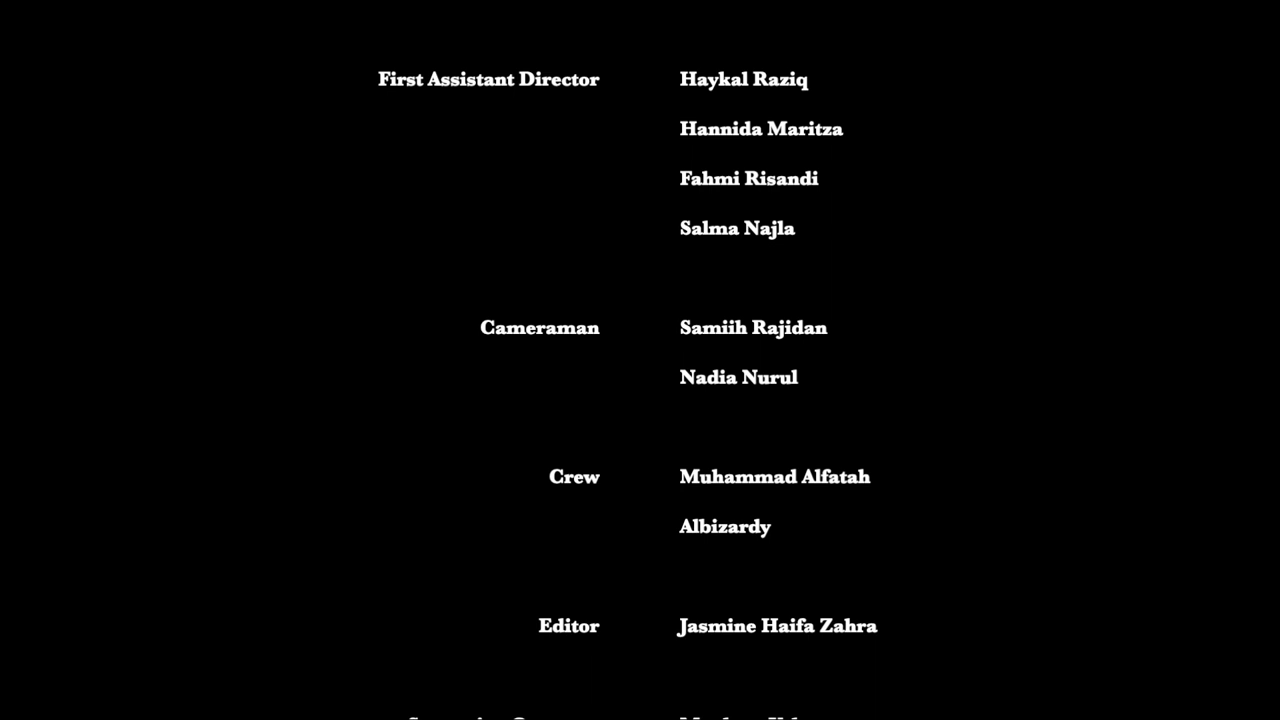 First Assistant Director Haykal Raziq
Hannida Maritza
Fahmi Risandi
Salma Najla
Cameraman Samiih Rajidan
Nadia Nurul
Crew Muhammad Alfatah
Albizardy
Editor Jasmine Haifa Zahra